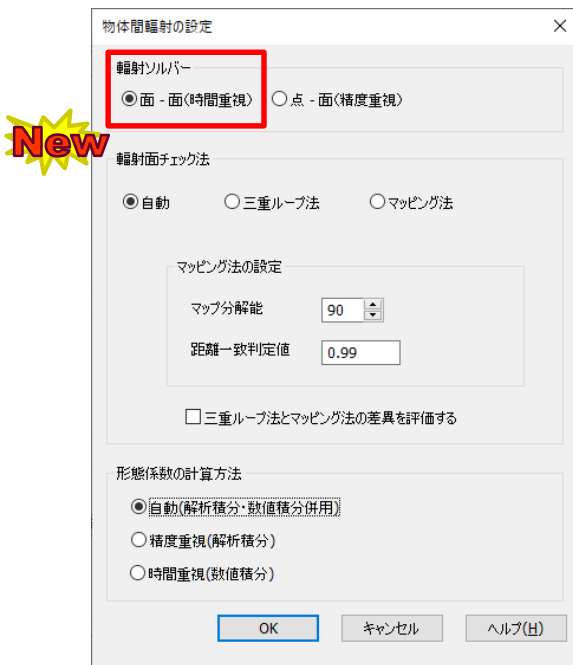 物体間輻射の設定
輻射ソルバー
面 - 面(時間重視) 点 - 面(精度重視)
New
輻射面チェック法
自動 三重ループ法 マッピング法
マッピング法の設定
マップ分解能 90
距離一致判定値 0.99
三重ループ法とマッピング法の差異を評価する
形態係数の計算方法
自動(解析積分・数値積分併用)
精度重視(解析積分)
時間重視(数値積分)
OK キャンセル ヘルプ(H)